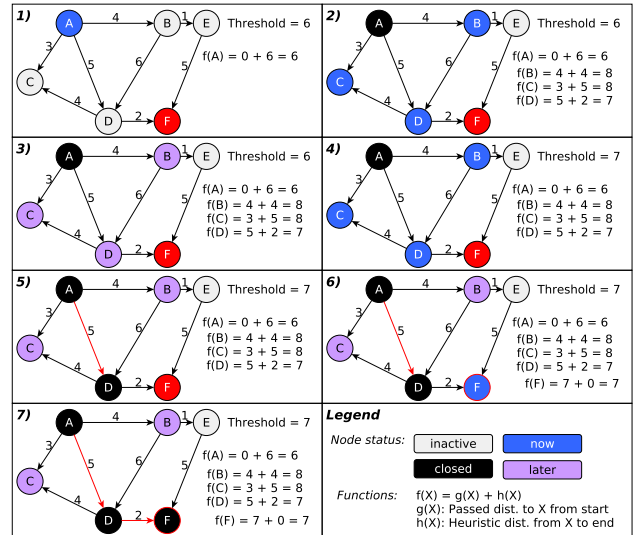 1)
A 4 B 1 E
Threshold = 6
3 5 6 5
f(A) = 0 + 6 = 6
C
4 D 2 F
2)
A 4 B 1 E
Threshold = 6
3 5 6 5
f(A) = 0 + 6 = 6
f(B) = 4 + 4 = 8
C
f(C) = 3 + 5 = 8
f(D) = 5 + 2 = 7
4 D 2 F
3)
A 4 B 1 E
Threshold = 6
3 5 6 5
f(A) = 0 + 6 = 6
f(B) = 4 + 4 = 8
C
f(C) = 3 + 5 = 8
f(D) = 5 + 2 = 7
4 D 2 F
4)
A 4 B 1 E
Threshold = 7
3 5 6 5
f(A) = 0 + 6 = 6
f(B) = 4 + 4 = 8
C
f(C) = 3 + 5 = 8
f(D) = 5 + 2 = 7
4 D 2 F
5)
A 4 B 1 E
Threshold = 7
3 5 6 5
f(A) = 0 + 6 = 6
f(B) = 4 + 4 = 8
C
f(C) = 3 + 5 = 8
f(D) = 5 + 2 = 7
4 D 2 F
6)
A 4 B 1 E
Threshold = 7
3 5 6 5
f(A) = 0 + 6 = 6
f(B) = 4 + 4 = 8
C
f(C) = 3 + 5 = 8
f(D) = 5 + 2 = 7
4 D 2 F
f(F) = 7 + 0 = 7
7)
A 4 B 1 E
Threshold = 7
3 5 6 5
f(A) = 0 + 6 = 6
f(B) = 4 + 4 = 8
C
f(C) = 3 + 5 = 8
f(D) = 5 + 2 = 7
4 D 2 F
f(F) = 7 + 0 = 7
Legend
Node status: inactive now
closed later
Functions: f(X) = g(X) + h(X)
g(X): Passed dist. to X from start
h(X): Heuristic dist. from X to end